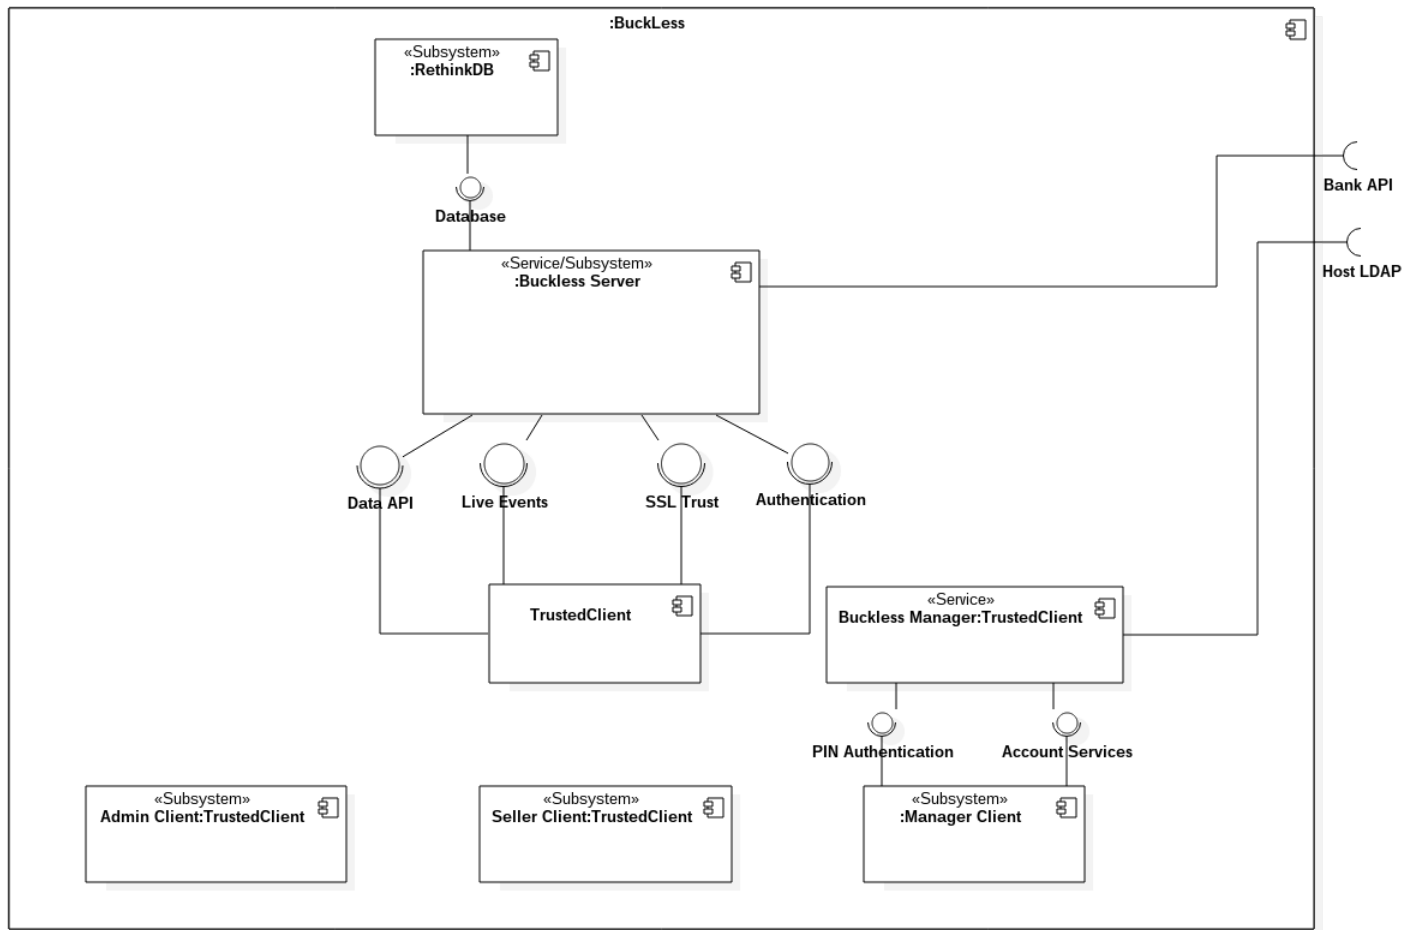 :BuckLess
«Subsystem»
:RethinkDB
Bank API
Database
Host LDAP
«Service/Subsystem»
:Buckless Server
Data API
Live Events
SSL Trust
Authentication
TrustedClient
«Service»
Buckless Manager:TrustedClient
PIN Authentication
Account Services
«Subsystem»
Admin Client:TrustedClient
«Subsystem»
Seller Client:TrustedClient
«Subsystem»
:Manager Client